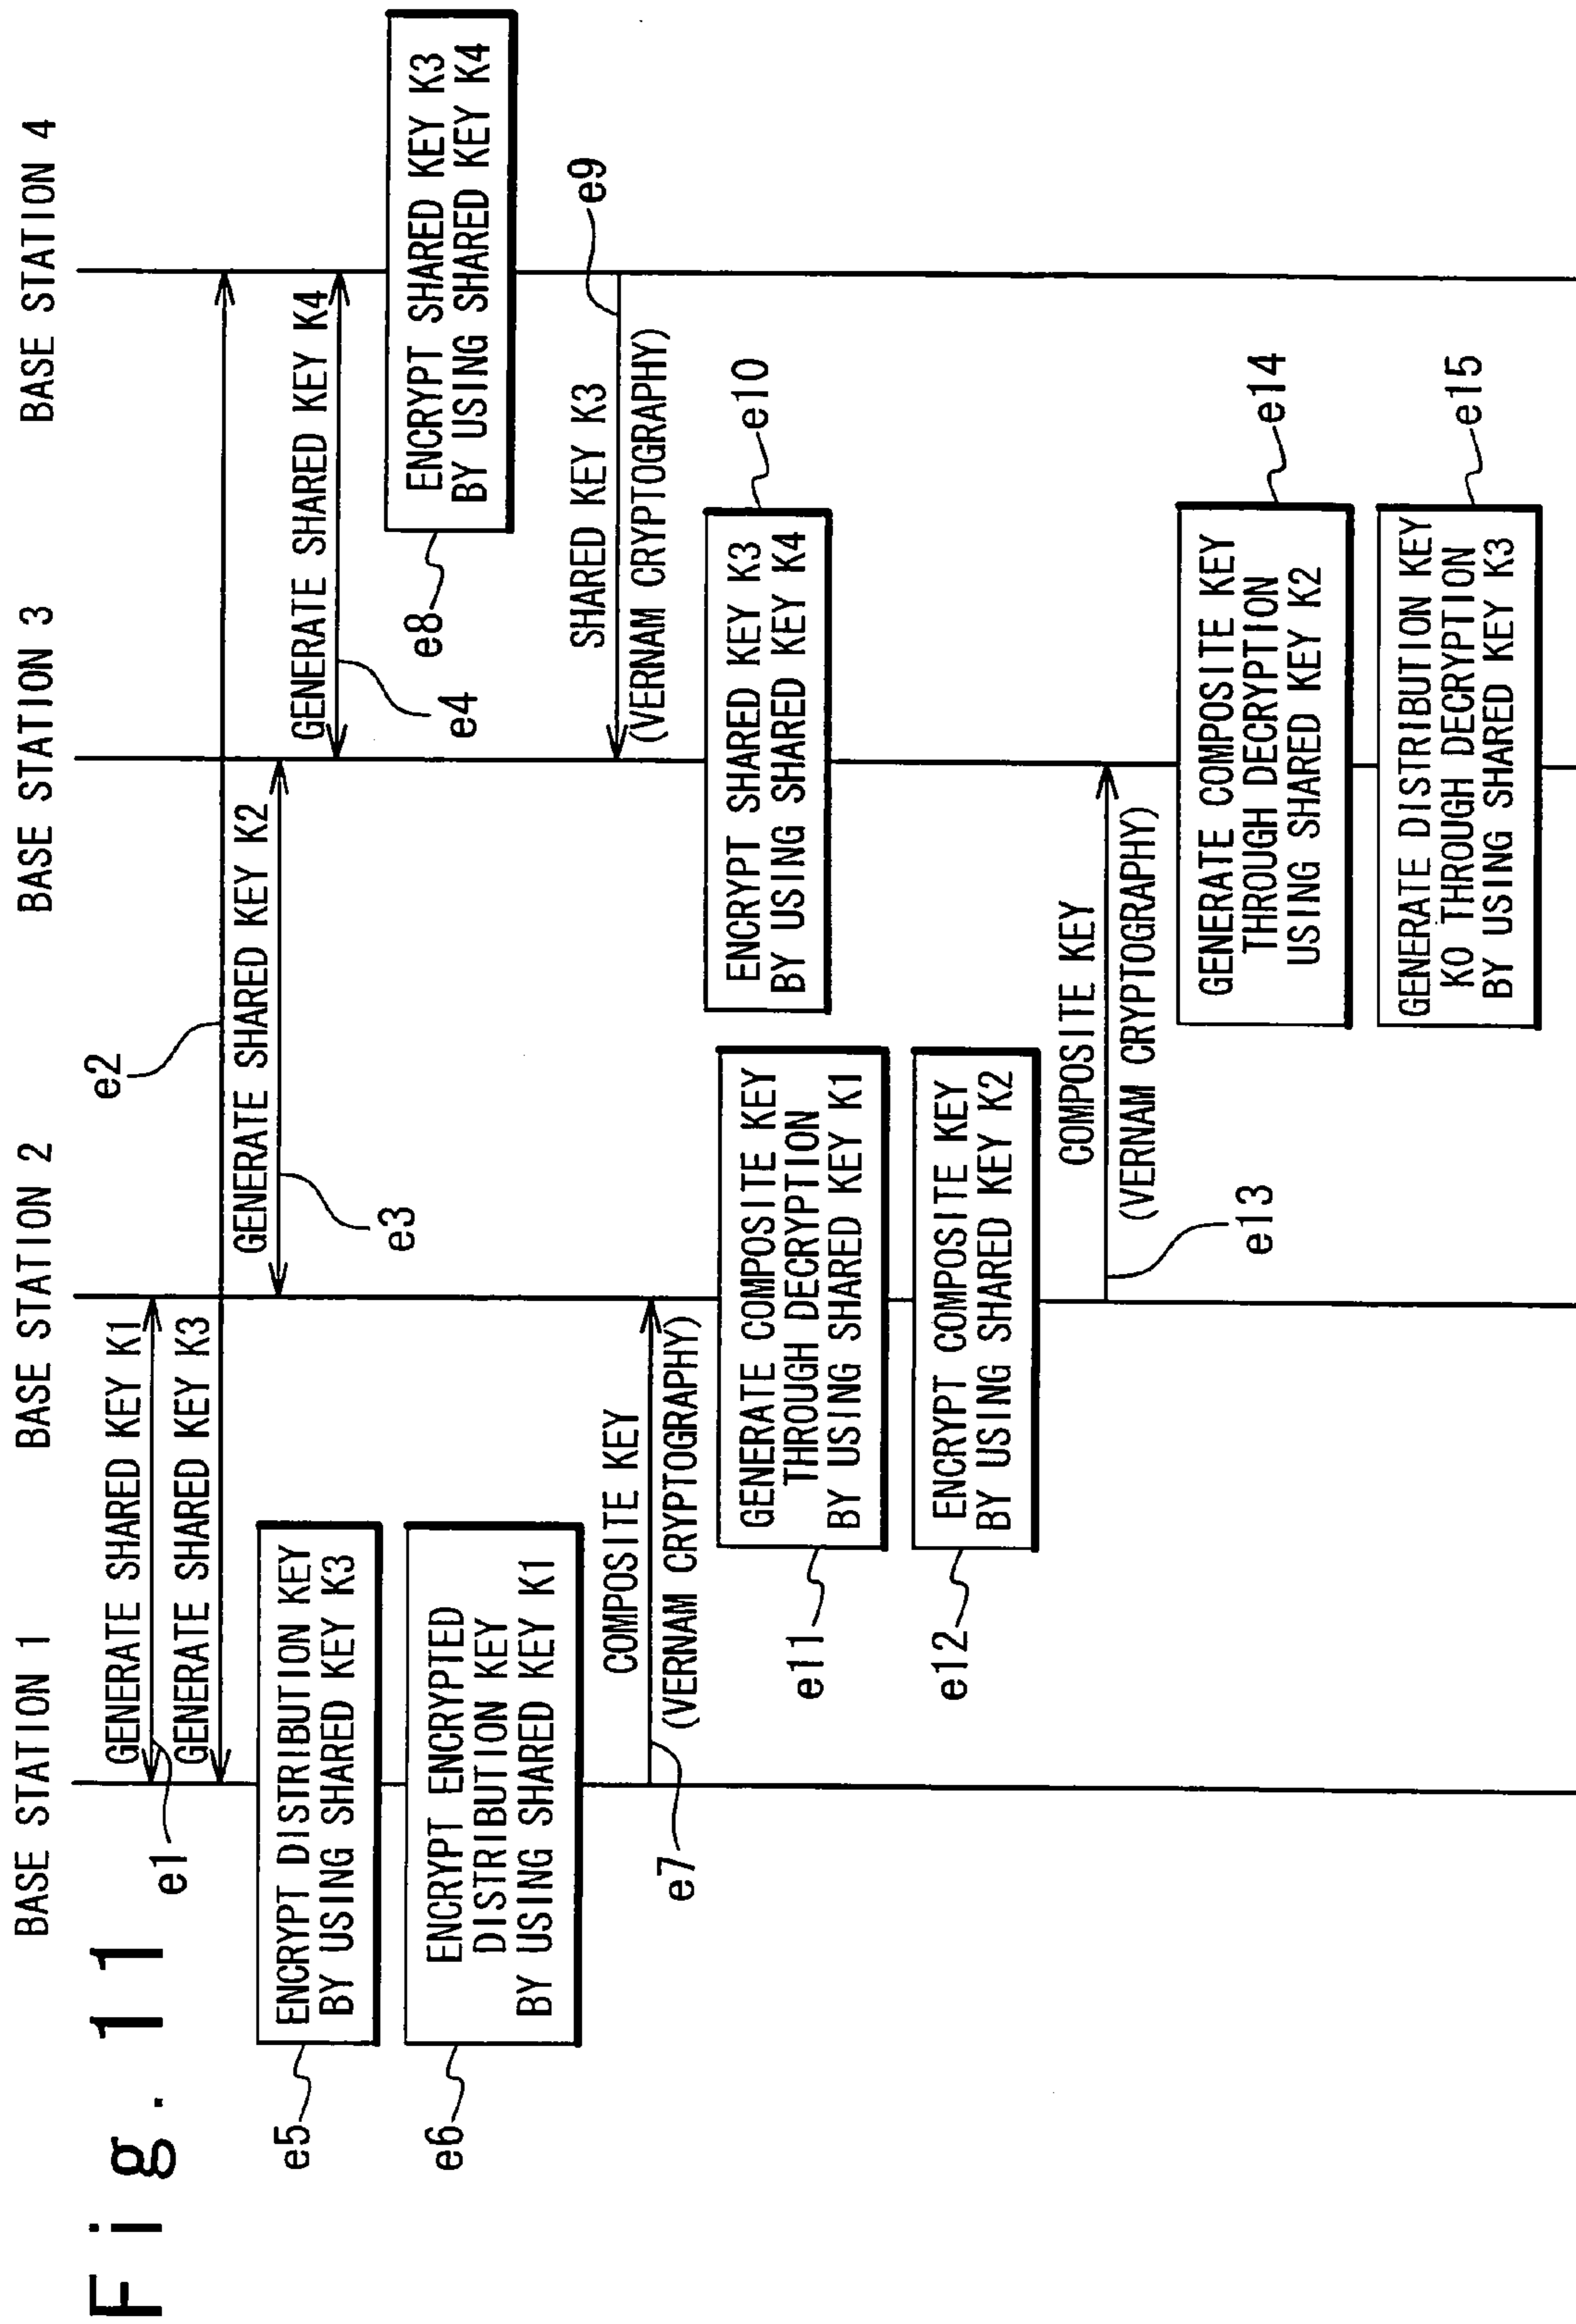 Fig. 11
BASE STATION 1
BASE STATION 2
BASE STATION 3
BASE STATION 4
GENERATE SHARED KEY K1
e1
GENERATE SHARED KEY K3
e2
GENERATE SHARED KEY K2
e3
GENERATE SHARED KEY K4
e4
e5
ENCRYPT DISTRIBUTION KEY
BY USING SHARED KEY K3
e6
ENCRYPT ENCRYPTED
DISTRIBUTION KEY
BY USING SHARED KEY K1
COMPOSITE KEY
(VERNAM CRYPTOGRAPHY)
e7
e8
ENCRYPT SHARED KEY K3
BY USING SHARED KEY K4
e9
SHARED KEY K3
(VERNAM CRYPTOGRAPHY)
e10
ENCRYPT SHARED KEY K3
BY USING SHARED KEY K4
e11
GENERATE COMPOSITE KEY
THROUGH DECRYPTION
BY USING SHARED KEY K1
e12
ENCRYPT COMPOSITE KEY
BY USING SHARED KEY K2
COMPOSITE KEY
(VERNAM CRYPTOGRAPHY)
e13
e14
GENERATE COMPOSITE KEY
THROUGH DECRYPTION
USING SHARED KEY K2
e15
GENERATE DISTRIBUTION KEY
K0 THROUGH DECRYPTION
BY USING SHARED KEY K3